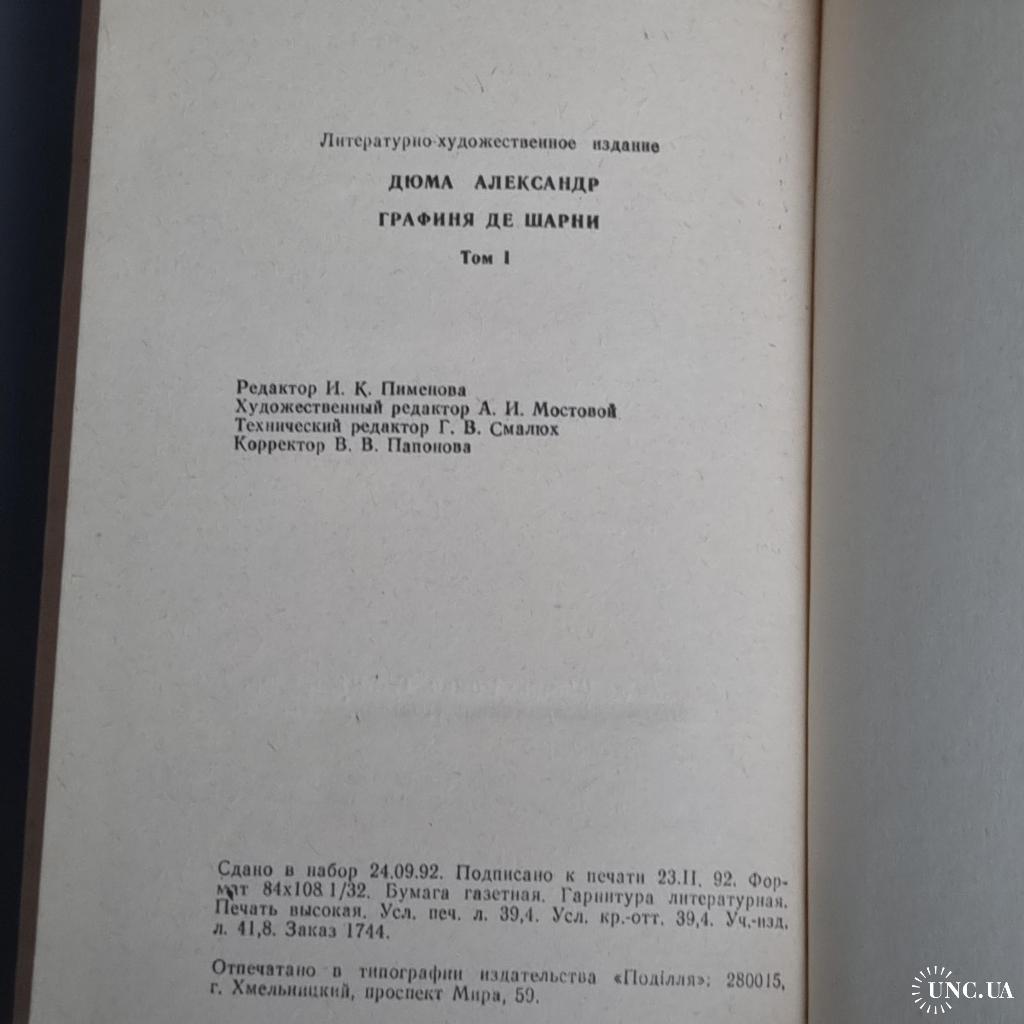 Литературно-художественное издание
ДЮМА АЛЕКСАНДР
ГРАФИНЯ ДЕ ШАРНИ
Том I
Редактор И. К. Пименова
Художественный редактор А. И. Мостовой
Технический редактор Г. В. Смалюх
Корректор В. В. Папонова
Сдано в набор 24.09.92. Подписано к печати 23.II. 92. Фор-
мат 84x108 1/32. Бумага газетная. Гарнитура литературная.
Печать высокая. Усл. печ. л. 39,4. Усл. кр.-отт. 39,4. Уч.-изд.
л. 41,8. Заказ 1744.
Отпечатано в типографии издательства «Поділля»: 280015,
г. Хмельницкий, проспект Мира, 59.
UNC.UA